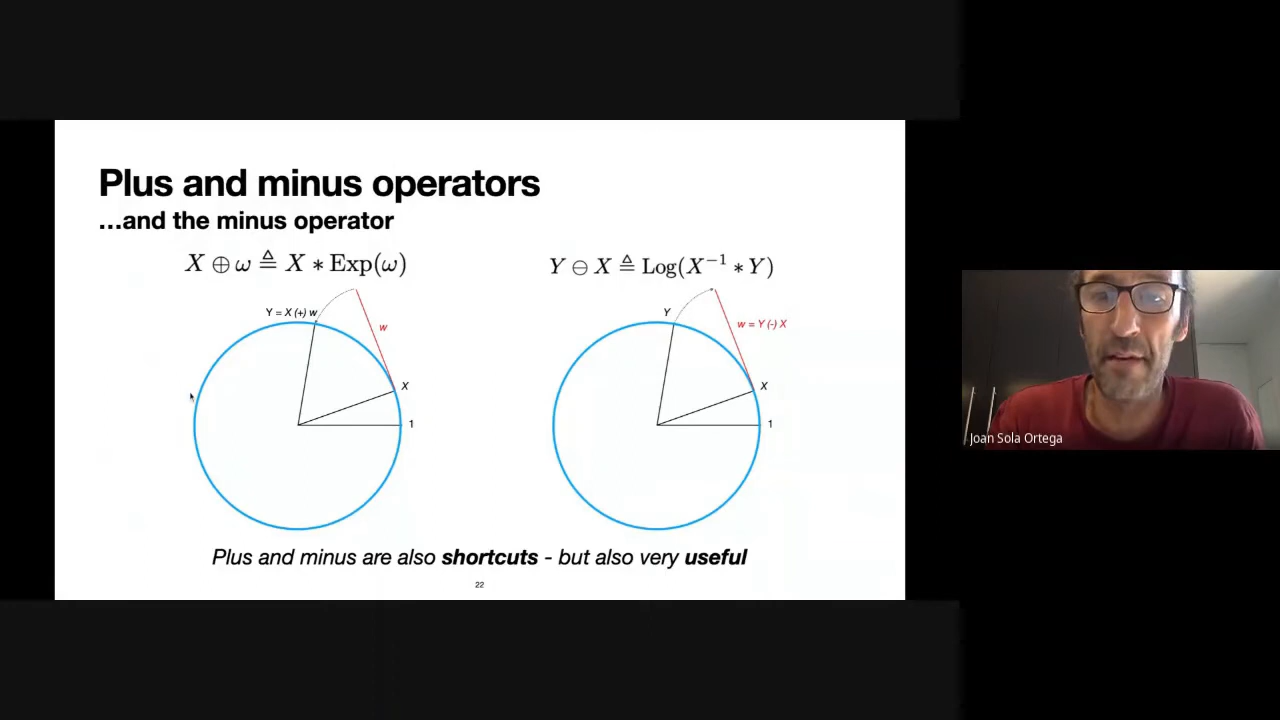 Plus and minus operators
…and the minus operator
X ⊕ ω ≜ X ∗ Exp(ω)
Y ⊖ X ≜ Log(X⁻¹ ∗ Y)
Y = X (+) w
w
X
1
Y
w = Y (-) X
X
1
Plus and minus are also shortcuts - but also very useful
22
Joan Sola Ortega